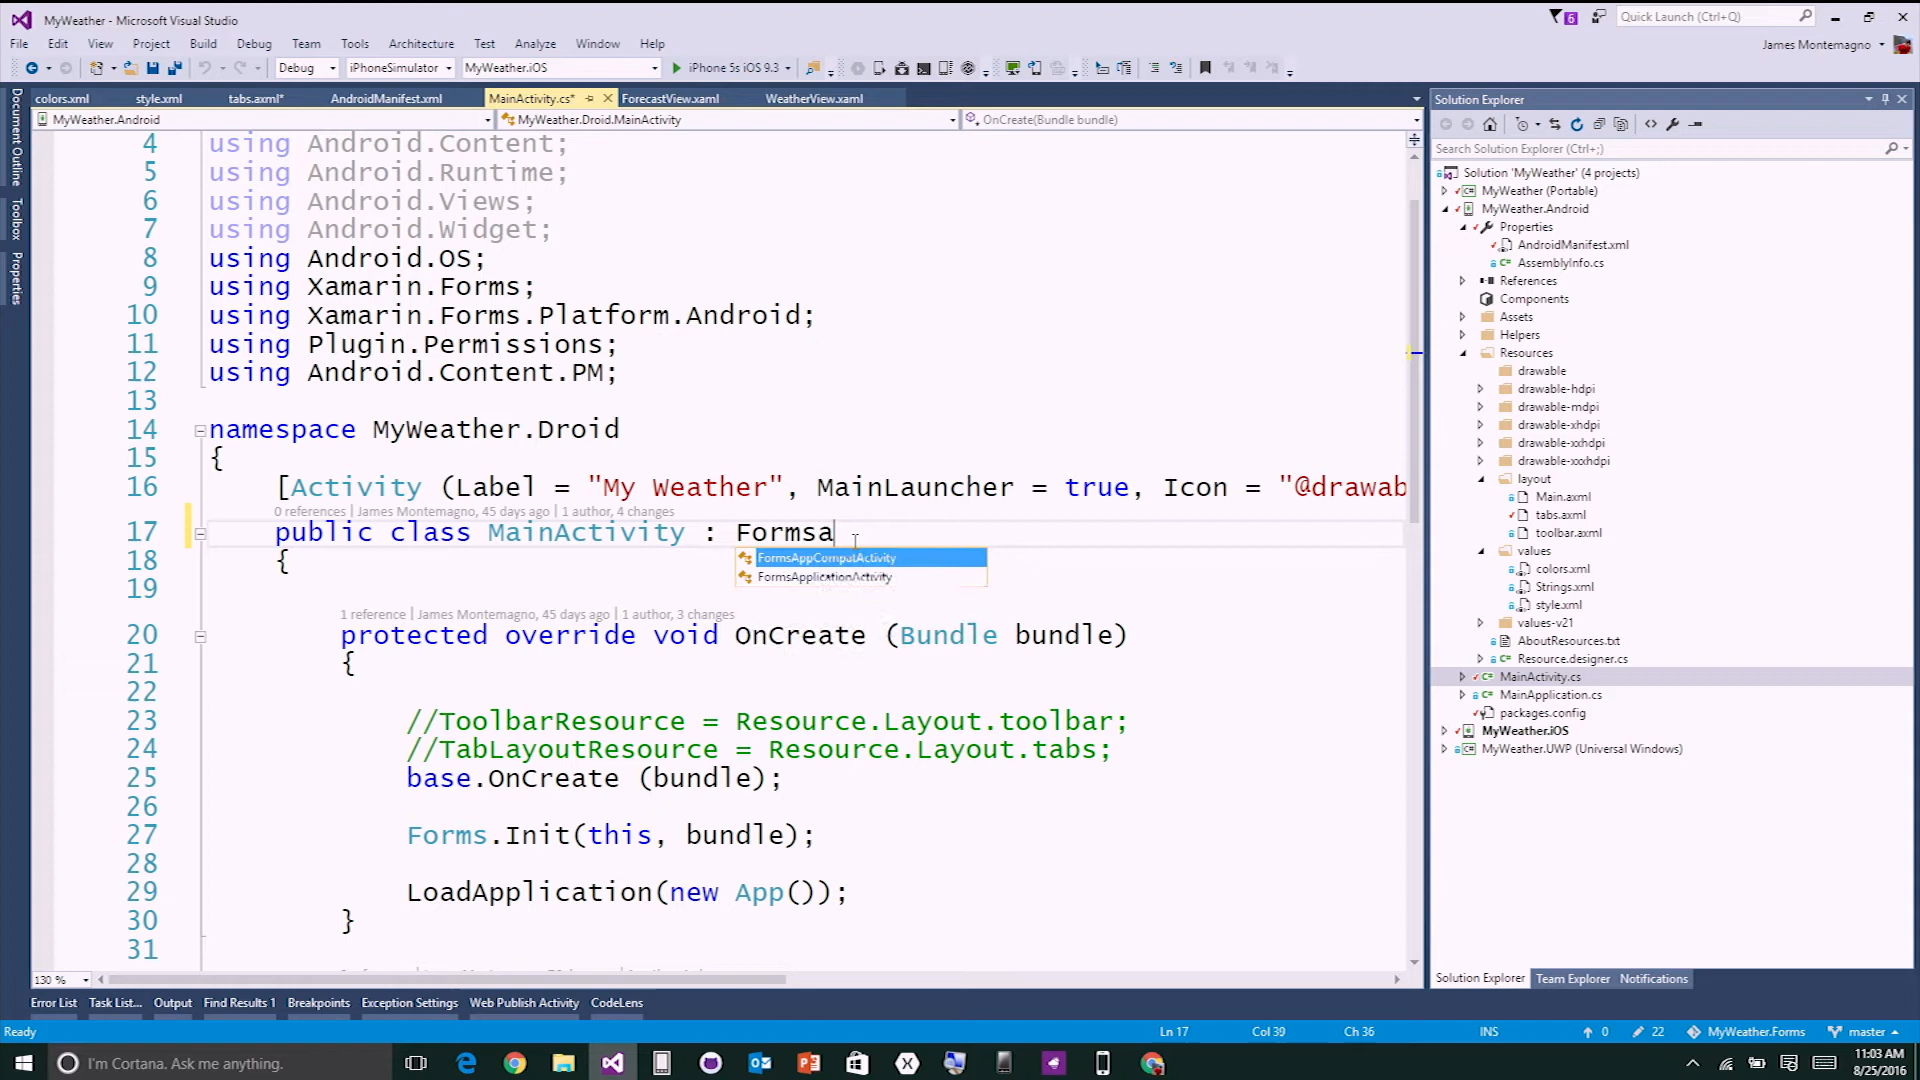 MyWeather - Microsoft Visual Studio
6
Quick Launch (Ctrl+Q)
File Edit View Project Build Debug Team Tools Architecture Test Analyze Window Help
James Montemagno
Debug iPhoneSimulator MyWeather.iOS iPhone 5s iOS 9.3
colors.xml style.xml tabs.axml* AndroidManifest.xml MainActivity.cs* ForecastView.xaml WeatherView.xaml
MyWeather.Android MyWeather.Droid.MainActivity OnCreate(Bundle bundle)
Document Outline
Toolbox
Properties
4 using Android.Content;
5 using Android.Runtime;
6 using Android.Views;
7 using Android.Widget;
8 using Android.OS;
9 using Xamarin.Forms;
10 using Xamarin.Forms.Platform.Android;
11 using Plugin.Permissions;
12 using Android.Content.PM;
13
14 namespace MyWeather.Droid
15 {
16 [Activity (Label = "My Weather", MainLauncher = true, Icon = "@drawab
0 references | James Montemagno, 45 days ago | 1 author, 4 changes
17 public class MainActivity : Formsa
FormsAppCompatActivity
FormsApplicationActivity
18 {
19
1 reference | James Montemagno, 45 days ago | 1 author, 3 changes
20 protected override void OnCreate (Bundle bundle)
21 {
22
23 //ToolbarResource = Resource.Layout.toolbar;
24 //TabLayoutResource = Resource.Layout.tabs;
25 base.OnCreate (bundle);
26
27 Forms.Init(this, bundle);
28
29 LoadApplication(new App());
30 }
31
130 %
Solution Explorer
Search Solution Explorer (Ctrl+;)
Solution 'MyWeather' (4 projects)
MyWeather (Portable)
MyWeather.Android
Properties
AndroidManifest.xml
AssemblyInfo.cs
References
Components
Assets
Helpers
Resources
drawable
drawable-hdpi
drawable-mdpi
drawable-xhdpi
drawable-xxhdpi
drawable-xxxhdpi
layout
Main.axml
tabs.axml
toolbar.axml
values
colors.xml
Strings.xml
style.xml
values-v21
AboutResources.txt
Resource.designer.cs
MainActivity.cs
MainApplication.cs
packages.config
MyWeather.iOS
MyWeather.UWP (Universal Windows)
Solution Explorer Team Explorer Notifications
Error List Task List... Output Find Results 1 Breakpoints Exception Settings Web Publish Activity CodeLens
Ready Ln 17 Col 39 Ch 36 INS 0 22 MyWeather.Forms master
I'm Cortana. Ask me anything.
11:03 AM
8/25/2016